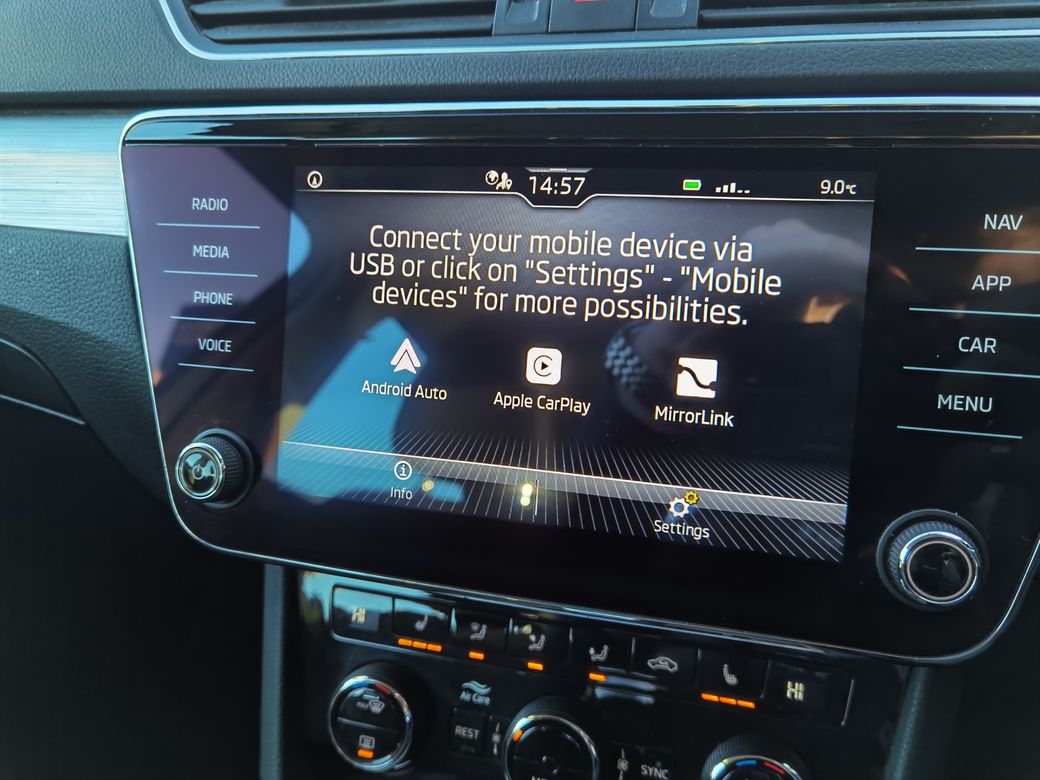 14:57
9.0°C
RADIO
MEDIA
PHONE
VOICE
Connect your mobile device via
USB or click on "Settings" - "Mobile
devices" for more possibilities.
Android Auto
Apple CarPlay
MirrorLink
Info
Settings
NAV
APP
CAR
MENU
HI
HI
Air Care
REST
SYNC